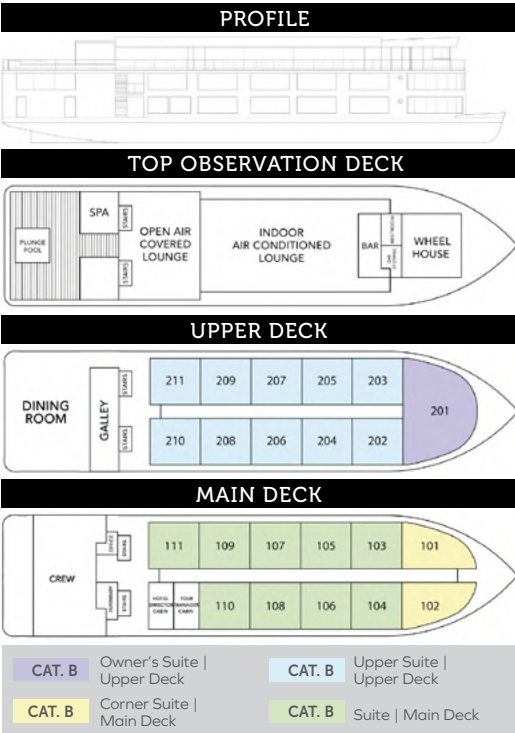 PROFILE
TOP OBSERVATION DECK
SPA
STAIRS
PLUNGE
POOL
STAIRS
OPEN AIR
COVERED
LOUNGE
INDOOR
AIR CONDITIONED
LOUNGE
BAR
RESTROOM
BAR
STORAGE
WHEEL
HOUSE
UPPER DECK
DINING
ROOM
GALLEY
STAIRS
STAIRS
211 209 207 205 203
201
210 208 206 204 202
MAIN DECK
CREW
OFFICE
STAIRS
STAIRS
111 109 107 105 103 101
HOTEL
DIRECTOR
CABIN
TOUR
MANAGER
CABIN
110 108 106 104 102
CAT. B Owner's Suite |
Upper Deck
CAT. B Upper Suite |
Upper Deck
CAT. B Corner Suite |
Main Deck
CAT. B Suite | Main Deck